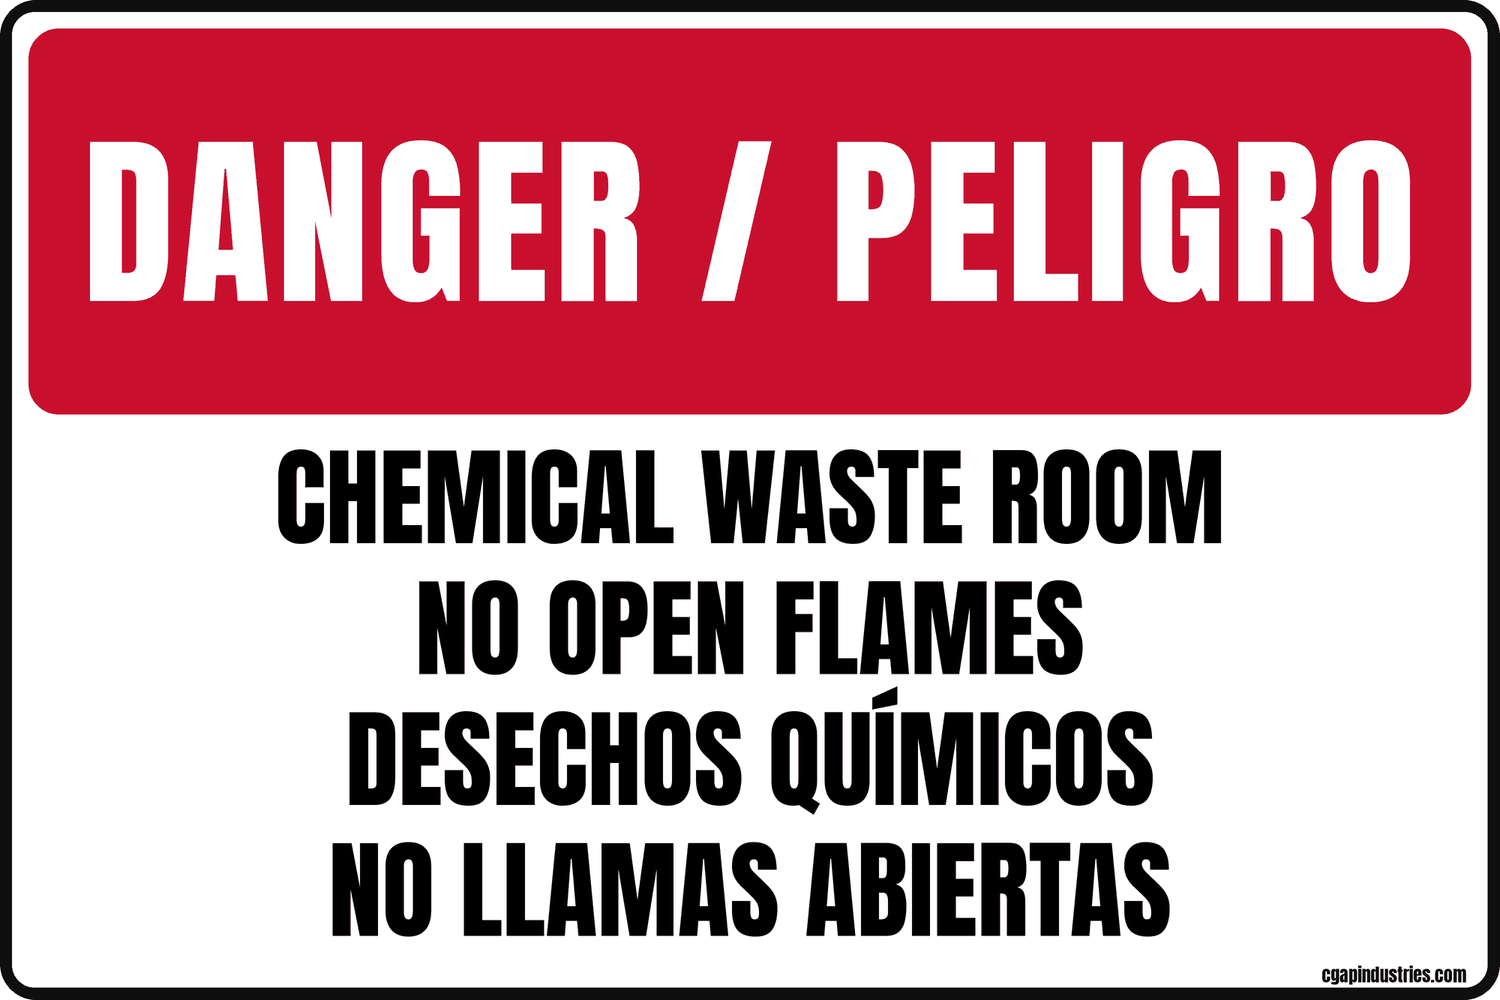 DANGER / PELIGRO
CHEMICAL WASTE ROOM
NO OPEN FLAMES
DESECHOS QUÍMICOS
NO LLAMAS ABIERTAS
cgapindustries.com